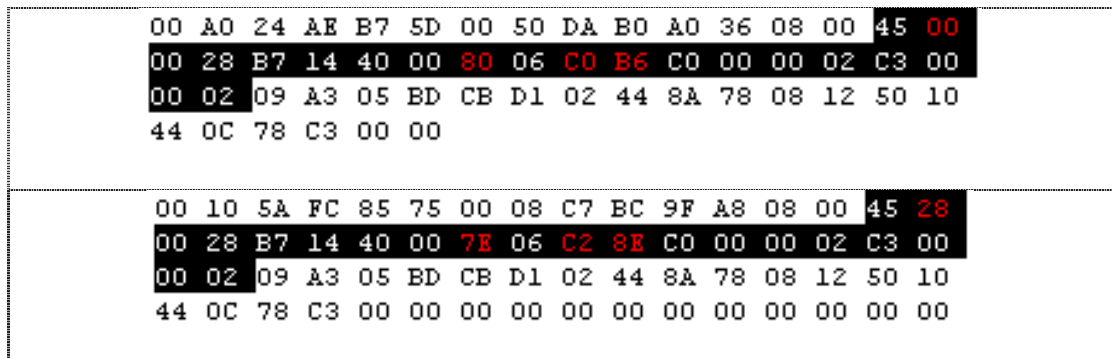 00 A0 24 AE B7 5D 00 50 DA B0 A0 36 08 00 45 00
00 28 B7 14 40 00 80 06 C0 B6 C0 00 00 02 C3 00
00 02 09 A3 05 BD CB D1 02 44 8A 78 08 12 50 10
44 0C 78 C3 00 00
00 10 5A FC 85 75 00 08 C7 BC 9F A8 08 00 45 28
00 28 B7 14 40 00 7E 06 C2 8E C0 00 00 02 C3 00
00 02 09 A3 05 BD CB D1 02 44 8A 78 08 12 50 10
44 0C 78 C3 00 00 00 00 00 00 00 00 00 00 00 00